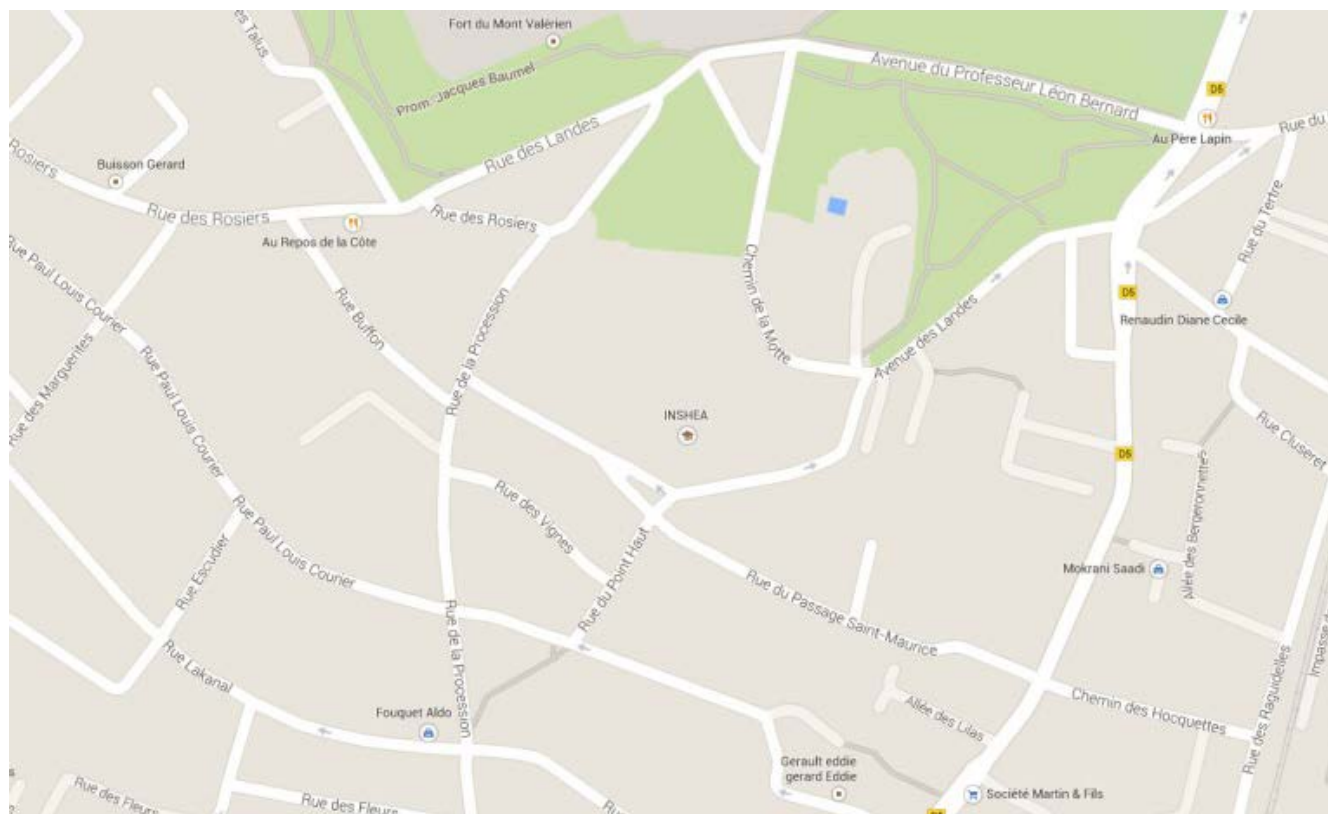 Fort du Mont Valérien
es Talus
Prom. Jacques Baumel
Avenue du Professeur Léon Bernard
D5
Rue des Landes
Au Père Lapin
Rue du
Rosiers
Buisson Gerard
Rue des Rosiers
Au Repos de la Côte
Rue des Rosiers
Rue du Tertre
Rue Paul Louis Courier
Rue Buffon
Rue de la Procession
Chemin de la Motte
Avenue des Landes
D5
Renaudin Diane Cecile
Rue des Marguerites
Rue Paul Louis Courier
INSHEA
Rue Cluseret
D5
Rue Paul Louis Courier
Rue des Vignes
Allée des Bergeronnettes
Rue Escudier
Rue du Point Haut
Mokrani Saadi
Rue du Passage Saint-Maurice
Rue de la Procession
Rue Lakanal
Chemin des Hocquettes
Rue des Raguidelles
Impasse d
Fouquet Aldo
Allée des Lilas
Gerault eddie
gerard Eddie
Société Martin & Fils
Rue des Fleurs
Rue des Fleurs
Ru